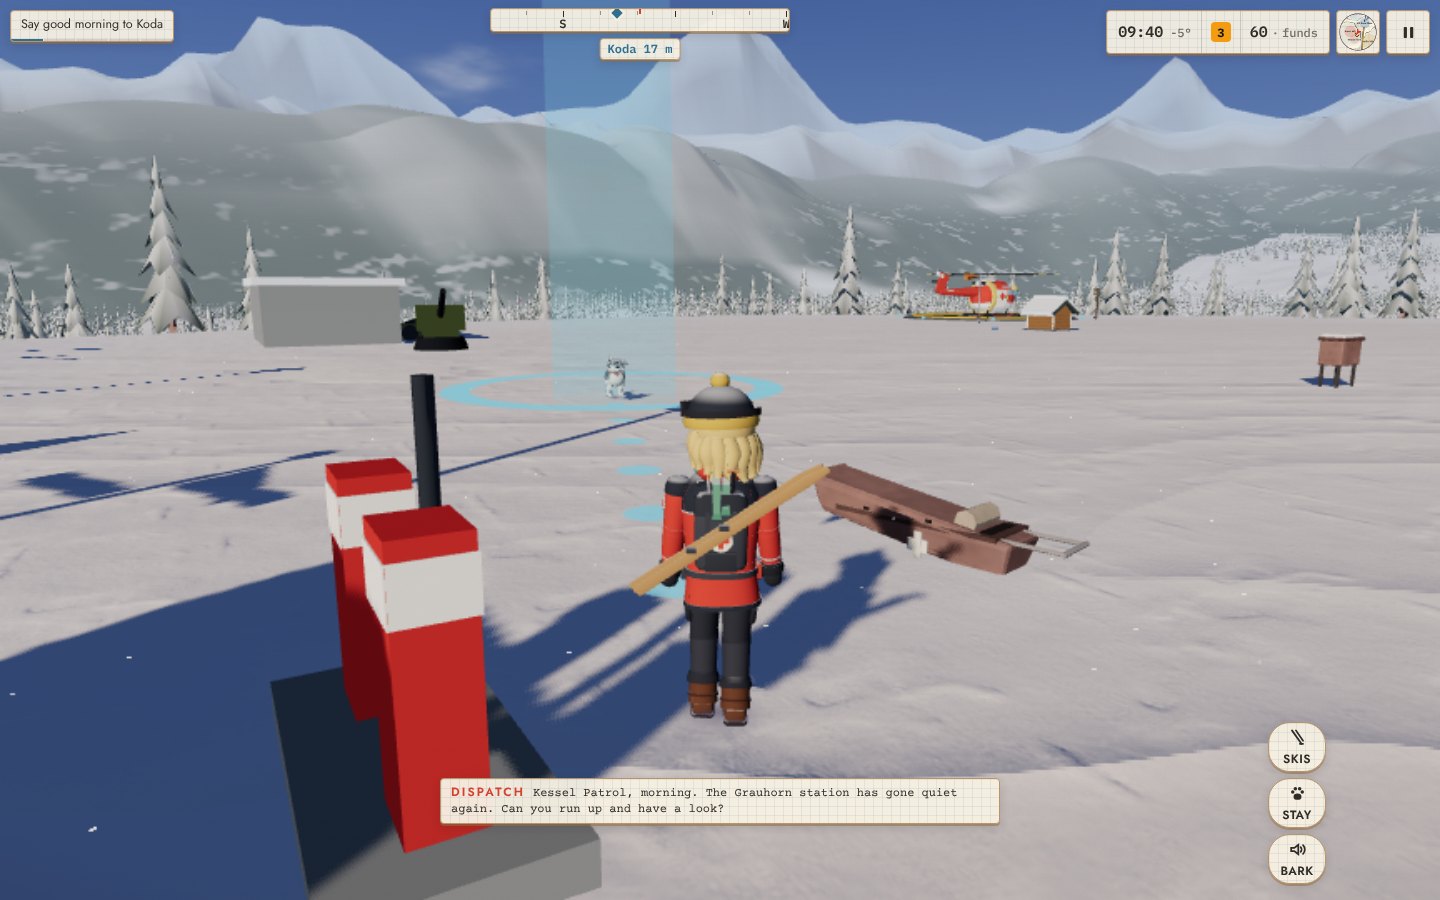 Say good morning to Koda
S
W
Koda 17 m
09:40 -5° 3 60 · funds
SKIS
STAY
BARK
DISPATCH Kessel Patrol, morning. The Grauhorn station has gone quiet
again. Can you run up and have a look?